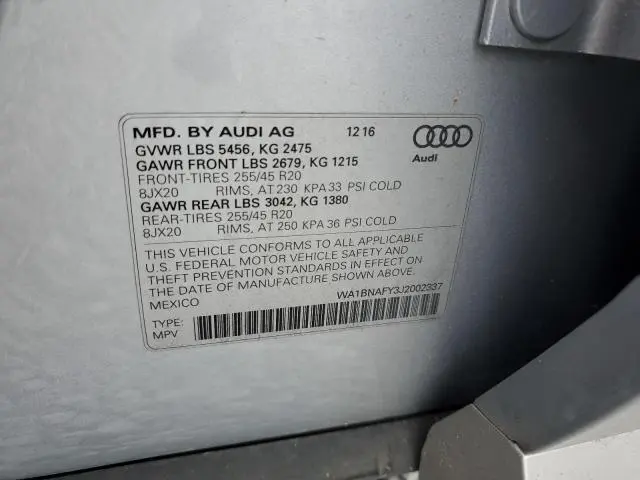 MFD. BY AUDI AG 12 16
GVWR LBS 5456, KG 2475
GAWR FRONT LBS 2679, KG 1215
FRONT-TIRES 255/45 R20
8JX20 RIMS, AT 230 KPA 33 PSI COLD
GAWR REAR LBS 3042, KG 1380
REAR-TIRES 255/45 R20
8JX20 RIMS, AT 250 KPA 36 PSI COLD
Audi
THIS VEHICLE CONFORMS TO ALL APPLICABLE
U.S. FEDERAL MOTOR VEHICLE SAFETY AND
THEFT PREVENTION STANDARDS IN EFFECT ON
THE DATE OF MANUFACTURE SHOWN ABOVE.
MEXICO
WA1BNAFY3J2002337
TYPE:
MPV